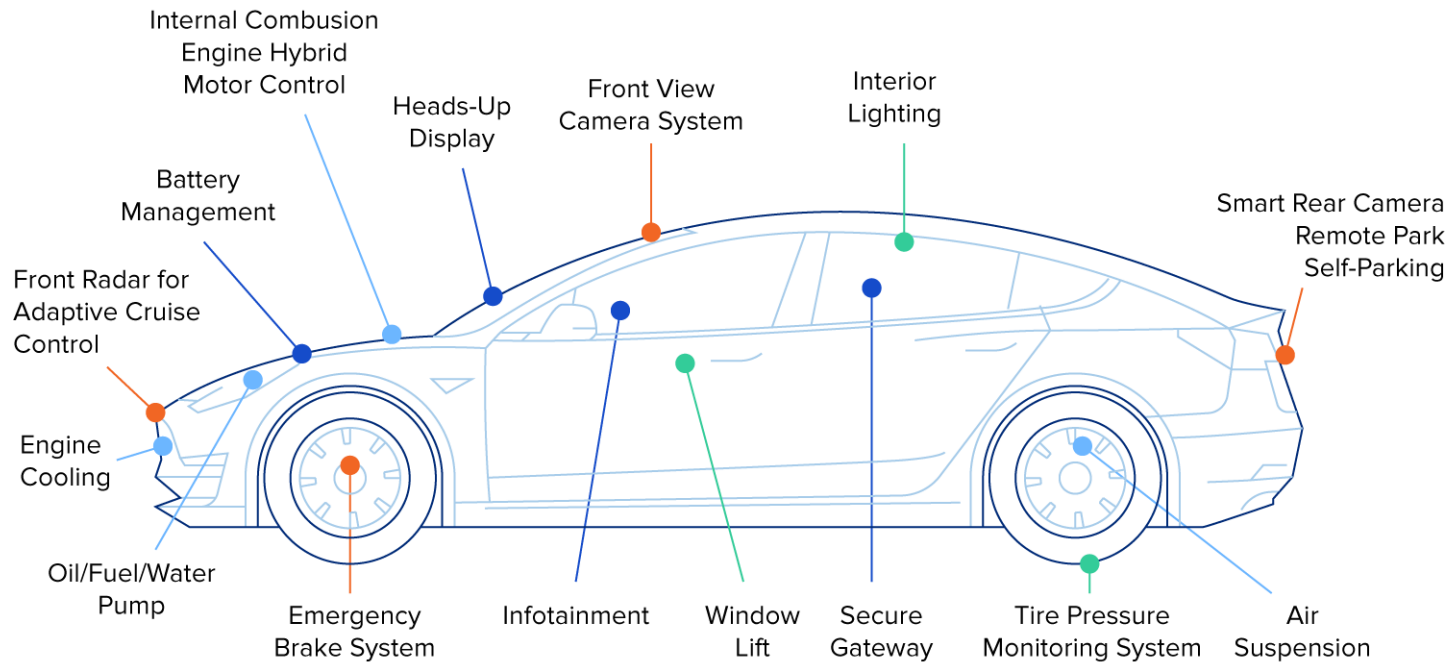 Internal Combusion
Engine Hybrid
Motor Control
Heads-Up
Display
Front View
Camera System
Interior
Lighting
Battery
Management
Smart Rear Camera
Remote Park
Self-Parking
Front Radar for
Adaptive Cruise
Control
Engine
Cooling
Oil/Fuel/Water
Pump
Emergency
Brake System
Infotainment
Window
Lift
Secure
Gateway
Tire Pressure
Monitoring System
Air
Suspension